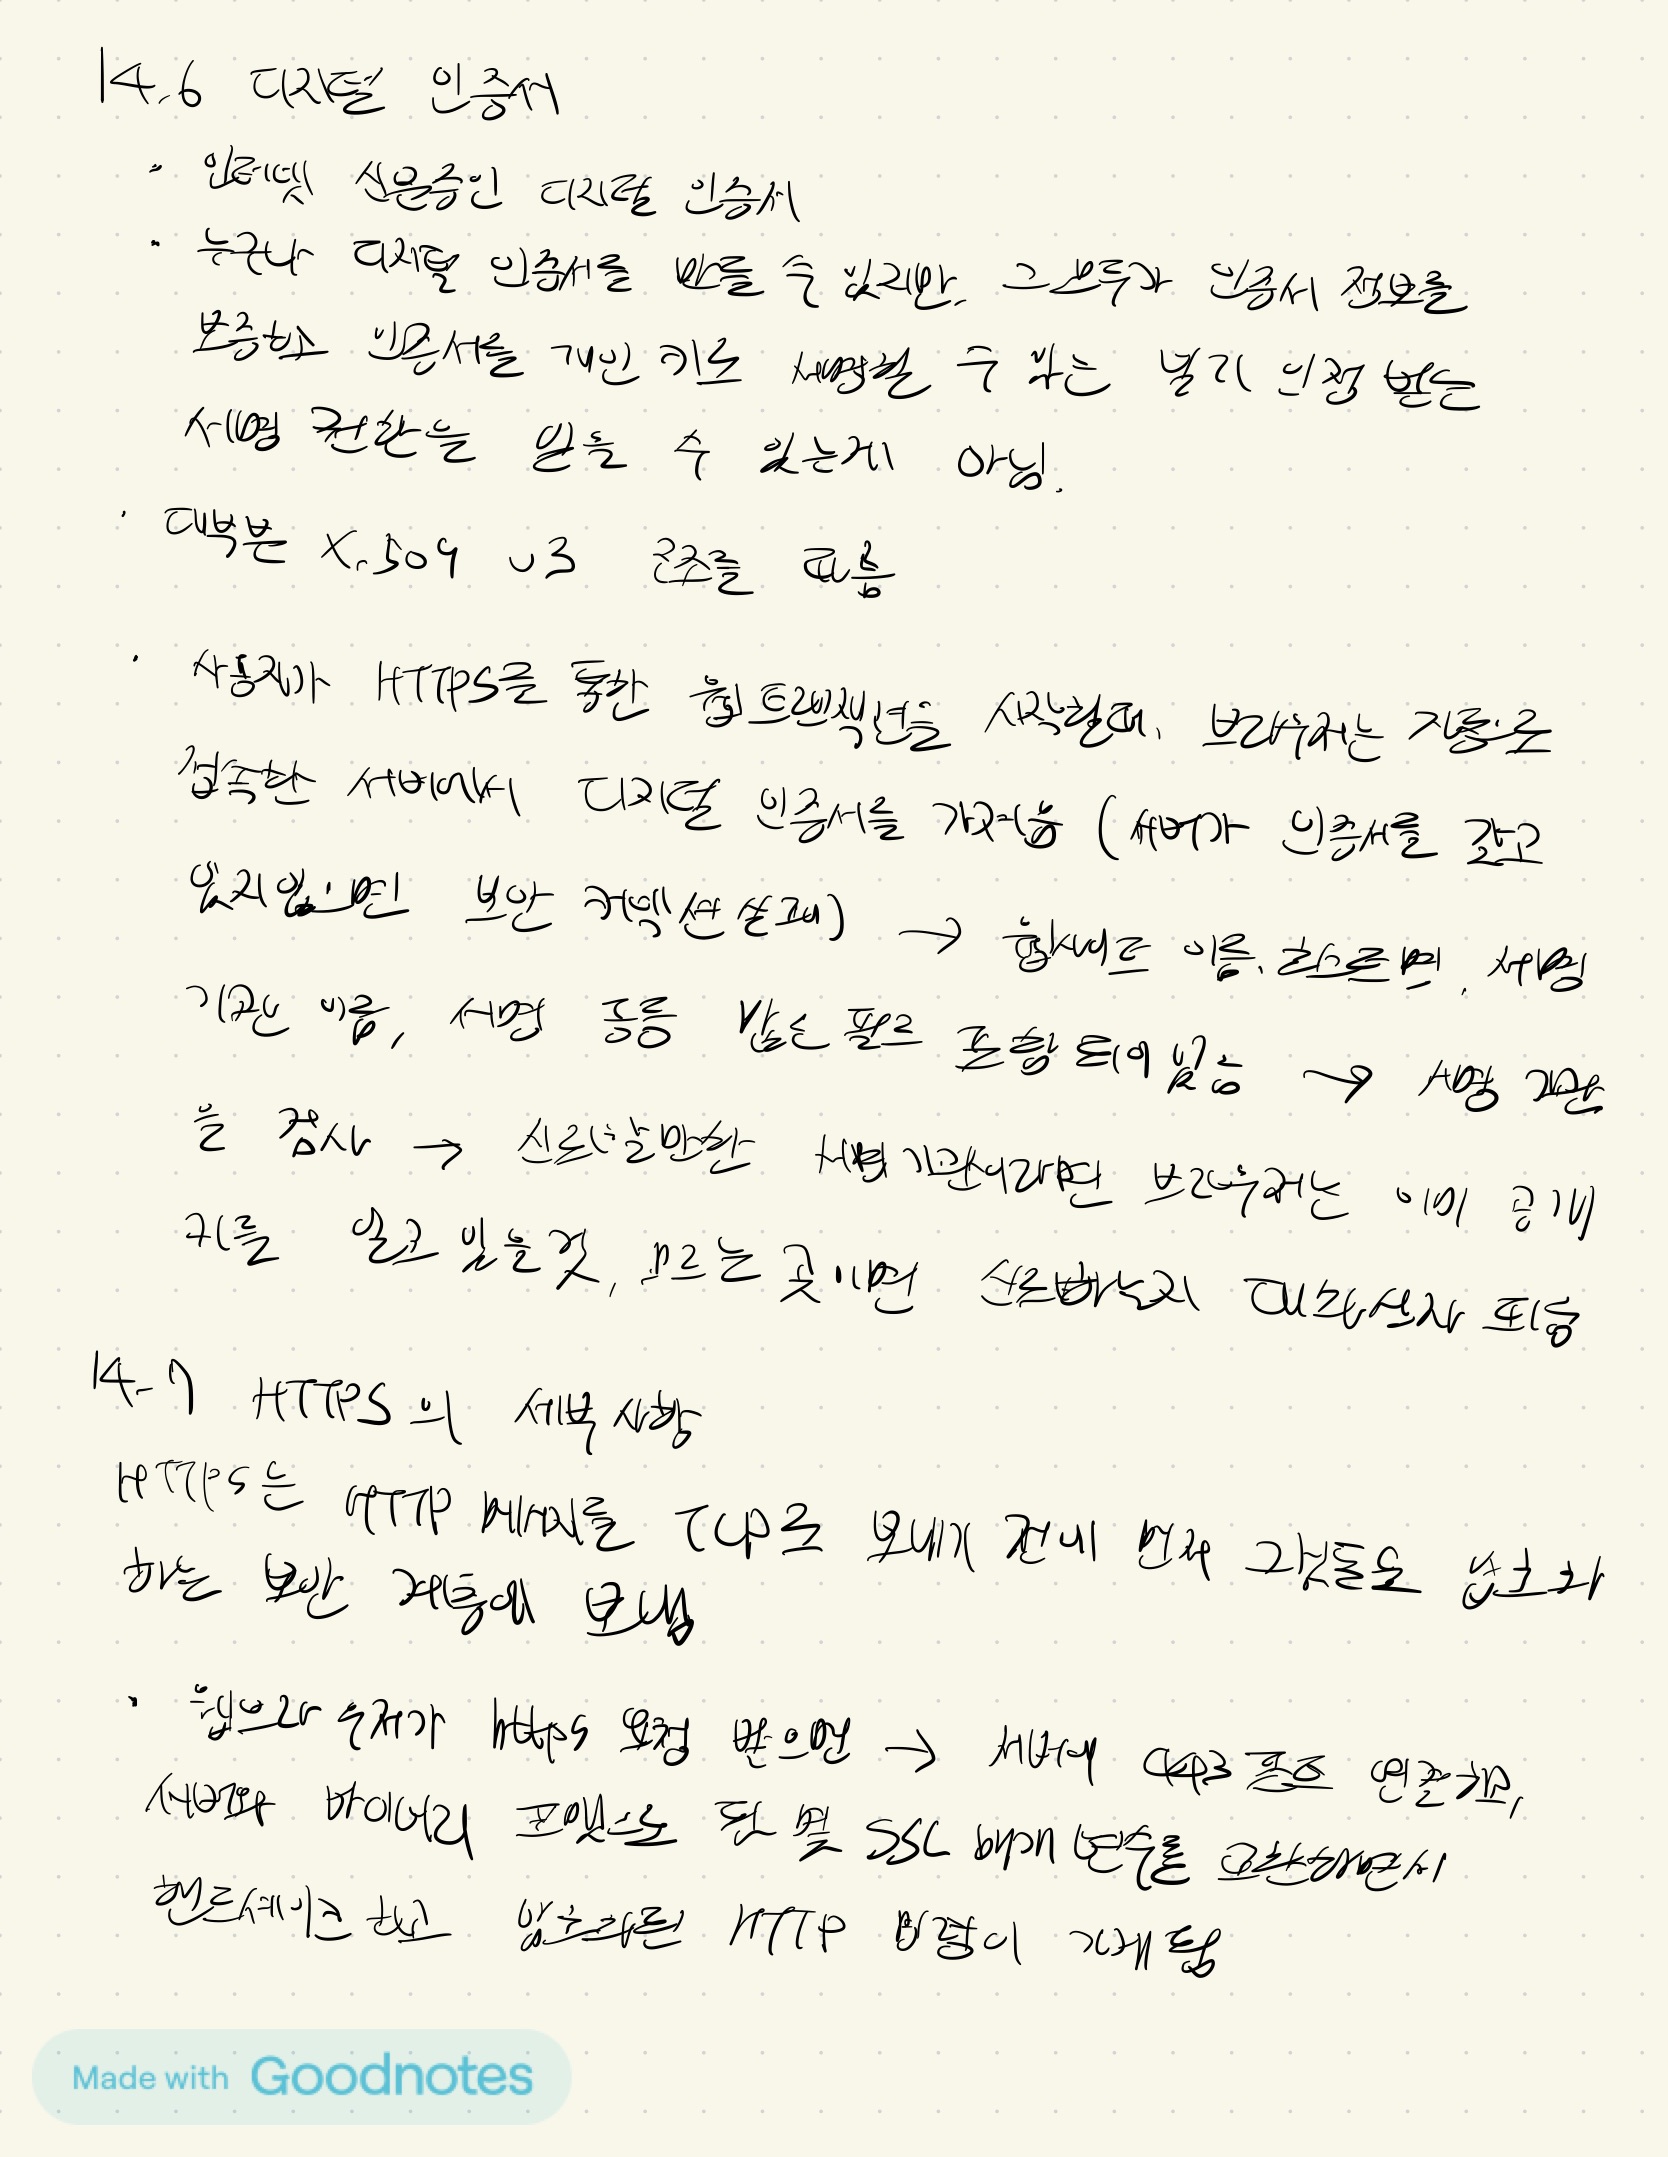 14.6 디지털 인증서
· 인터넷 신분증인 디지털 인증서
· 누구나 디지털 인증서를 만들 수 있지만, 그 모두가 인증서 정보를
보증하고 인증서를 개인 키로 서명할 수 있는 널리 인정 받는
서명 권한을 얻을 수 있는게 아님.
· 대부분 X.509 v3 구조를 따름
· 사용자가 HTTPS를 통한 웹 트랜잭션을 시작할때, 브라우저는 자동으로
접속한 서버에서 디지털 인증서를 가져옴 (서버가 인증서를 갖고
있지않으면 보안 커넥션 실패) → 웹사이트 이름, 호스트명, 서명
기관 이름, 서명 등등 많은 필드 포함 되어있음 → 서명 기관
을 검사 → 신뢰할만한 서명기관이라면 브라우저는 이미 공개
키를 알고 있을 것, 모르는 곳이면 신뢰하는지 대화상자 띄움
14.7 HTTPS의 세부사항
HTTPS는 HTTP 메세지를 TCP로 보내기 전에 먼저 그것들을 암호화
하는 보안 계층에 보냄
· 웹브라우저가 https 요청 받으면 → 서버에 443 포트 연결하고,
서버와 바이너리 포맷으로 된 몇 SSL 매개변수를 교환하면서
핸드셰이크 하고 암호화된 HTTP 명령이 가게 됨
Made with Goodnotes